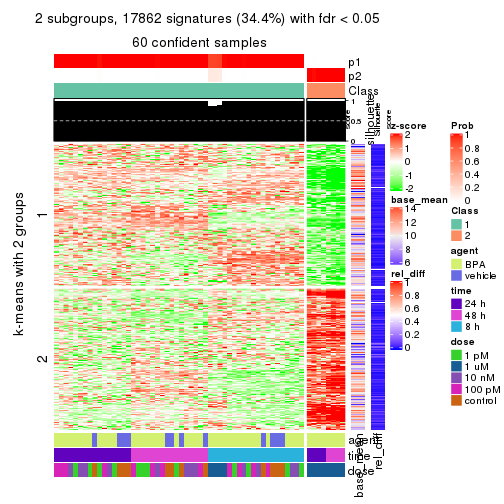 2 subgroups, 17862 signatures (34.4%) with fdr < 0.05
60 confident samples
p1
p2
Class
1
0.5
0
silhouette
score
silhouette
score
k-means with 2 groups
1
2
z-score
2
1
0
-1
-2
base_mean
14
12
10
8
6
rel_diff
1
0.8
0.6
0.4
0.2
0
Prob
1
0.8
0.6
0.4
0.2
0
Class
1
2
agent
BPA
vehicle
time
24 h
48 h
8 h
dose
1 pM
1 uM
10 nM
100 pM
control
agent
time
dose
base_mean
rel_diff